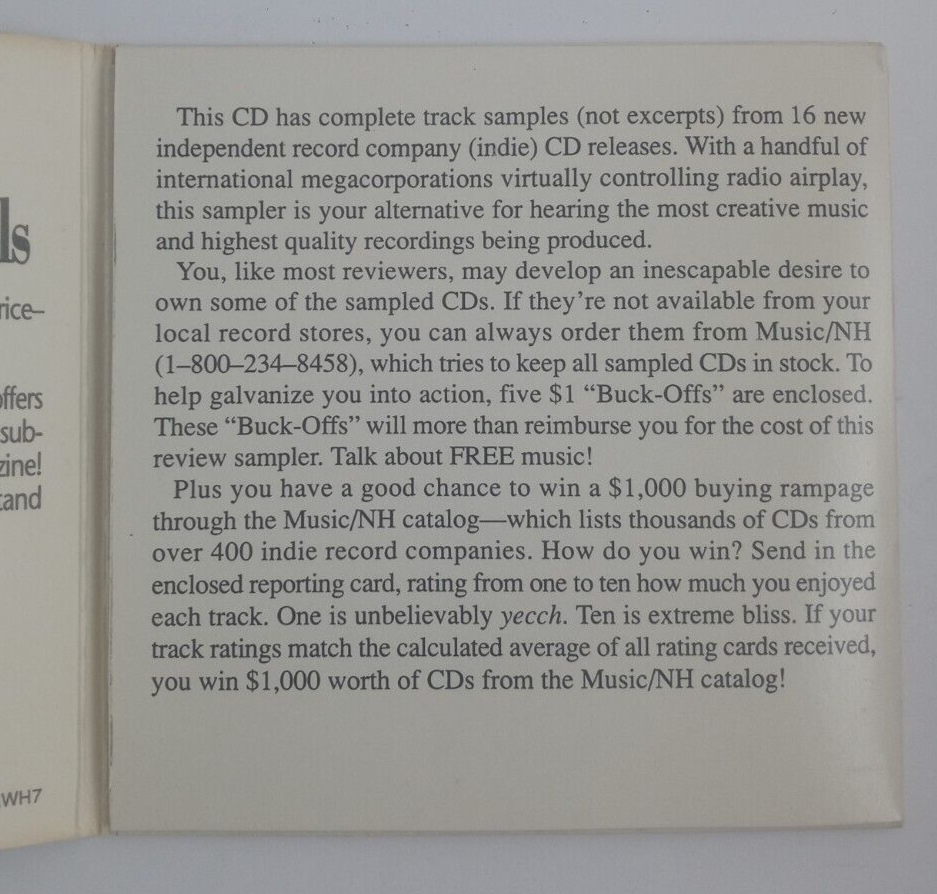 ls
rice–
offers
sub-
zine!
and
WH7
This CD has complete track samples (not excerpts) from 16 new
independent record company (indie) CD releases. With a handful of
international megacorporations virtually controlling radio airplay,
this sampler is your alternative for hearing the most creative music
and highest quality recordings being produced.
You, like most reviewers, may develop an inescapable desire to
own some of the sampled CDs. If they're not available from your
local record stores, you can always order them from Music/NH
(1–800–234–8458), which tries to keep all sampled CDs in stock. To
help galvanize you into action, five $1 “Buck-Offs” are enclosed.
These “Buck-Offs” will more than reimburse you for the cost of this
review sampler. Talk about FREE music!
Plus you have a good chance to win a $1,000 buying rampage
through the Music/NH catalog—which lists thousands of CDs from
over 400 indie record companies. How do you win? Send in the
enclosed reporting card, rating from one to ten how much you enjoyed
each track. One is unbelievably yecch. Ten is extreme bliss. If your
track ratings match the calculated average of all rating cards received,
you win $1,000 worth of CDs from the Music/NH catalog!